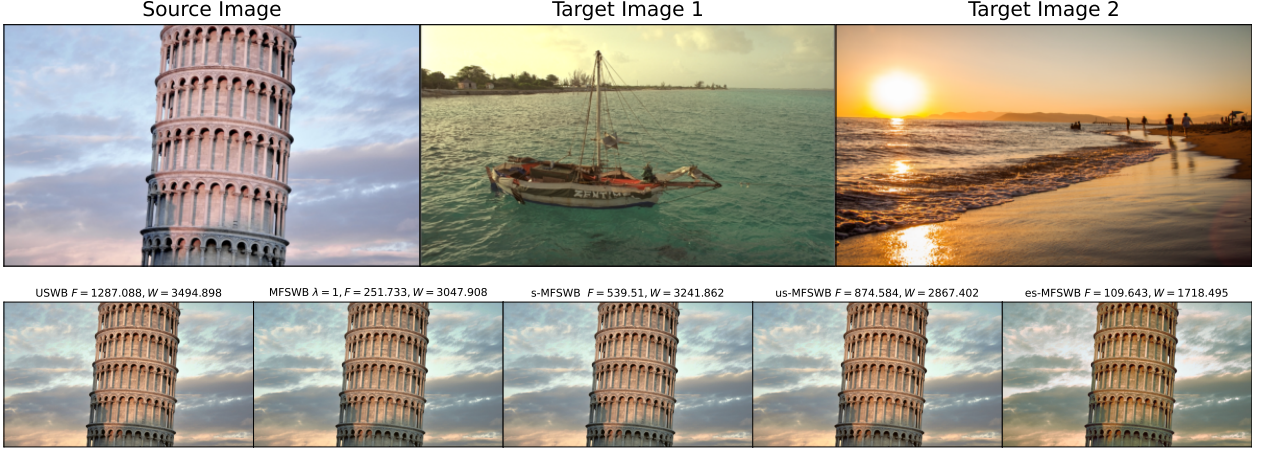 Source Image
Target Image 1
Target Image 2
USWB F = 1287.088, W = 3494.898
MFSWB λ = 1, F = 251.733, W = 3047.908
s-MFSWB F = 539.51, W = 3241.862
us-MFSWB F = 874.584, W = 2867.402
es-MFSWB F = 109.643, W = 1718.495